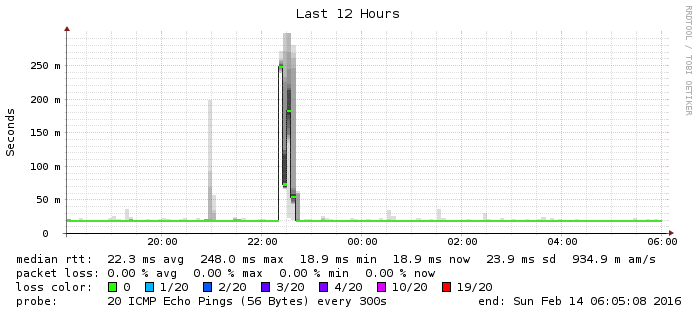 Last 12 Hours
RRDTOOL / TOBI OETIKER
Seconds
250 m
200 m
150 m
100 m
50 m
0
20:00 22:00 00:00 02:00 04:00 06:00
median rtt: 22.3 ms avg 248.0 ms max 18.9 ms min 18.9 ms now 23.9 ms sd 934.9 m am/s
packet loss: 0.00 % avg 0.00 % max 0.00 % min 0.00 % now
loss color: 0 1/20 2/20 3/20 4/20 10/20 19/20
probe: 20 ICMP Echo Pings (56 Bytes) every 300s end: Sun Feb 14 06:05:08 2016